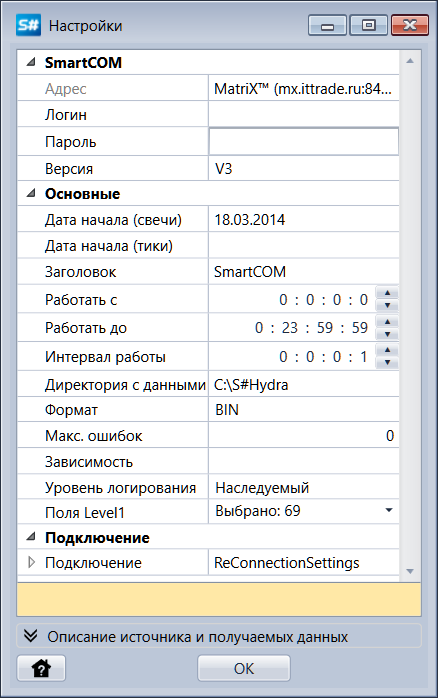 S# Настройки
SmartCOM
Адрес MatriX™ (mx.ittrade.ru:84...
Логин
Пароль
Версия V3
Основные
Дата начала (свечи) 18.03.2014
Дата начала (тики)
Заголовок SmartCOM
Работать с 0 : 0 : 0 : 0
Работать до 0 : 23 : 59 : 59
Интервал работы 0 : 0 : 0 : 1
Директория с данными C:\S#Hydra
Формат BIN
Макс. ошибок 0
Зависимость
Уровень логирования Наследуемый
Поля Level1 Выбрано: 69
Подключение
Подключение ReConnectionSettings
Описание источника и получаемых данных
OK